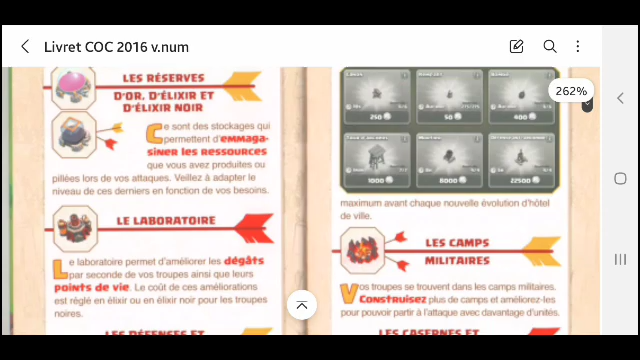 Livret COC 2016 v.num
262%
LES RÉSERVES
D'OR, D'ÉLIXIR ET
D'ÉLIXIR NOIR
Ce sont des stockages qui
permettent d'EMMAGA-
SINER LES RESSOURCES
que vous avez produites ou
pillées lors de vos attaques. Veillez à adapter le
niveau de ces derniers en fonction de vos besoins.
LE LABORATOIRE
Le laboratoire permet d'améliorer les dégâts
par seconde de vos troupes ainsi que leurs
points de vie. Le coût de ces améliorations
est réglé en élixir ou en élixir noir pour les troupes
noires.
LES DÉFENSES ET
250
50
400
1000
8000
22500
maximum avant chaque nouvelle évolution d'hôtel
de ville.
LES CAMPS
MILITAIRES
Vos troupes se trouvent dans les camps militaires.
Construisez plus de camps et améliorez-les
pour pouvoir partir à l'attaque avec davantage d'unités.
LES CASERNES ET